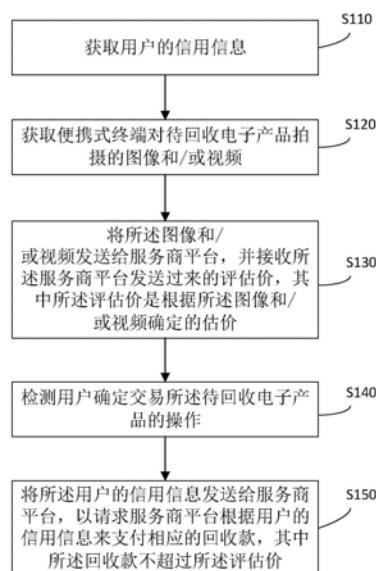 S110
获取用户的信用信息
S120
获取便携式终端对待回收电子产品拍
摄的图像和/或视频
S130
将所述图像和/
或视频发送给服务商平台，并接收所
述服务商平台发送过来的评估价，其
中所述评估价是根据所述图像和/
或视频确定的估价
S140
检测用户确定交易所述待回收电子产
品的操作
S150
将所述用户的信用信息发送给服务商
平台，以请求服务商平台根据用户的
信用信息来支付相应的回收款，其中
所述回收款不超过所述评估价